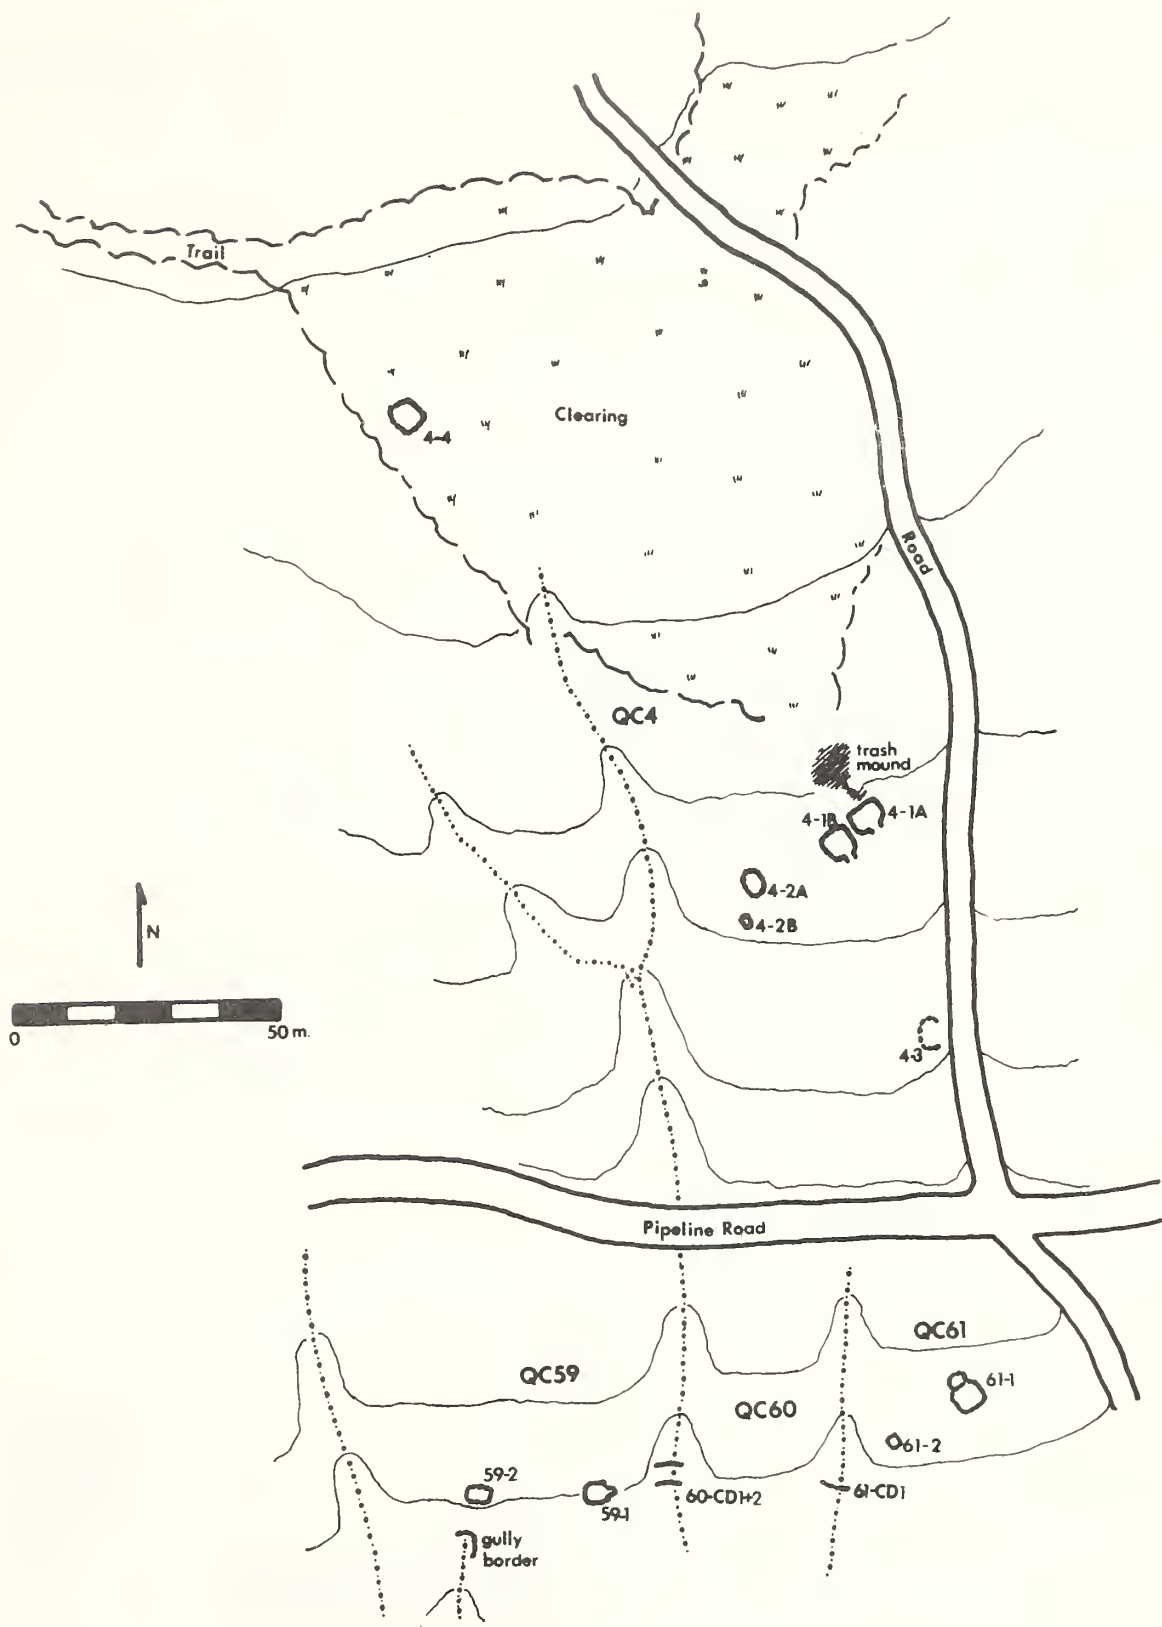 Trail
Clearing
4-4
Road
QC4
trash
mound
4-1B
4-1A
4-2A
4-2B
N
0
50 m.
4-3
Pipeline Road
QC61
QC59
61-1
QC60
61-2
59-2
60-CD1+2
61-CD1
59-1
gully
border